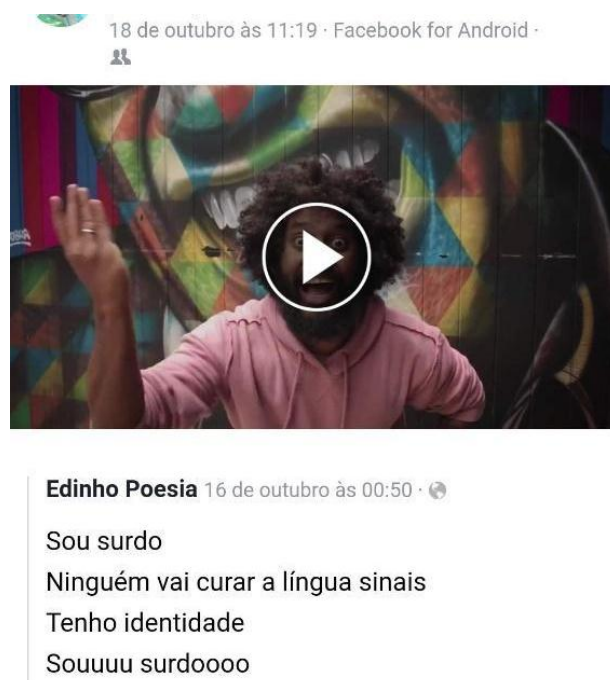 18 de outubro às 11:19 · Facebook for Android ·
Edinho Poesia 16 de outubro às 00:50 ·
Sou surdo
Ninguém vai curar a língua sinais
Tenho identidade
Souuuu surdoooo